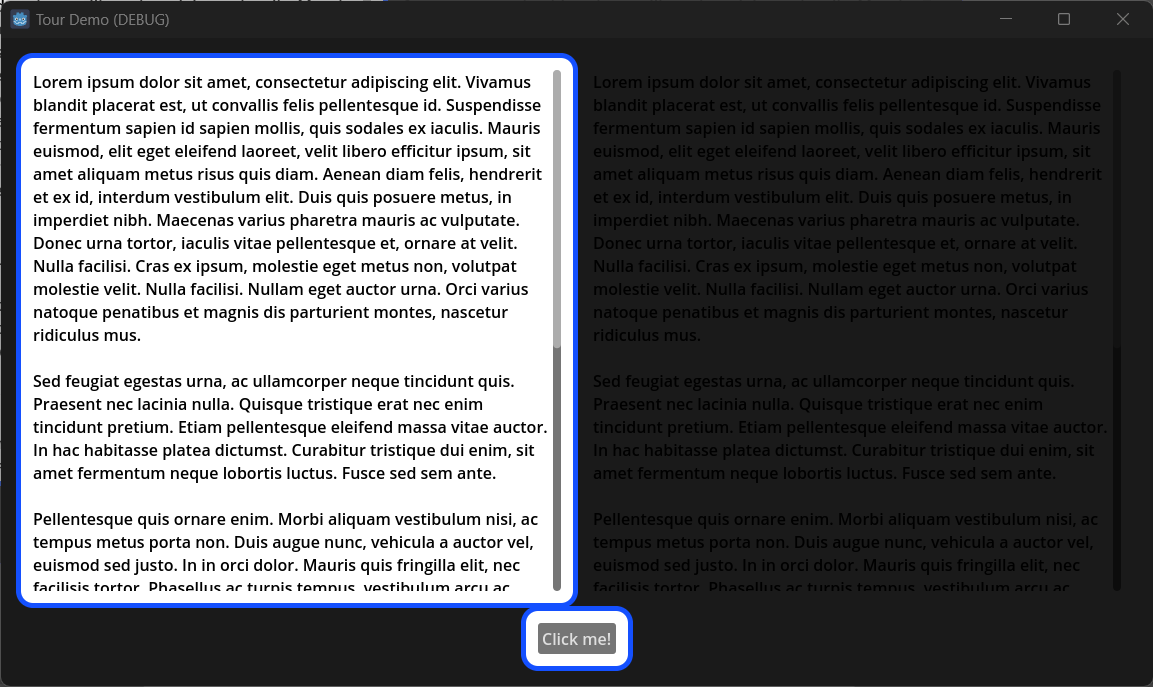 Tour Demo (DEBUG)
Lorem ipsum dolor sit amet, consectetur adipiscing elit. Vivamus
blandit placerat est, ut convallis felis pellentesque id. Suspendisse
fermentum sapien id sapien mollis, quis sodales ex iaculis. Mauris
euismod, elit eget eleifend laoreet, velit libero efficitur ipsum, sit
amet aliquam metus risus quis diam. Aenean diam felis, hendrerit
et ex id, interdum vestibulum elit. Duis quis posuere metus, in
imperdiet nibh. Maecenas varius pharetra mauris ac vulputate.
Donec urna tortor, iaculis vitae pellentesque et, ornare at velit.
Nulla facilisi. Cras ex ipsum, molestie eget metus non, volutpat
molestie velit. Nulla facilisi. Nullam eget auctor urna. Orci varius
natoque penatibus et magnis dis parturient montes, nascetur
ridiculus mus.
Sed feugiat egestas urna, ac ullamcorper neque tincidunt quis.
Praesent nec lacinia nulla. Quisque tristique erat nec enim
tincidunt pretium. Etiam pellentesque eleifend massa vitae auctor.
In hac habitasse platea dictumst. Curabitur tristique dui enim, sit
amet fermentum neque lobortis luctus. Fusce sed sem ante.
Pellentesque quis ornare enim. Morbi aliquam vestibulum nisi, ac
tempus metus porta non. Duis augue nunc, vehicula a auctor vel,
euismod sed justo. In in orci dolor. Mauris quis fringilla elit, nec
facilisis tortor. Phasellus ac turpis tempus, vestibulum arcu ac
Lorem ipsum dolor sit amet, consectetur adipiscing elit. Vivamus
blandit placerat est, ut convallis felis pellentesque id. Suspendisse
fermentum sapien id sapien mollis, quis sodales ex iaculis. Mauris
euismod, elit eget eleifend laoreet, velit libero efficitur ipsum, sit
amet aliquam metus risus quis diam. Aenean diam felis, hendrerit
et ex id, interdum vestibulum elit. Duis quis posuere metus, in
imperdiet nibh. Maecenas varius pharetra mauris ac vulputate.
Donec urna tortor, iaculis vitae pellentesque et, ornare at velit.
Nulla facilisi. Cras ex ipsum, molestie eget metus non, volutpat
molestie velit. Nulla facilisi. Nullam eget auctor urna. Orci varius
natoque penatibus et magnis dis parturient montes, nascetur
ridiculus mus.
Sed feugiat egestas urna, ac ullamcorper neque tincidunt quis.
Praesent nec lacinia nulla. Quisque tristique erat nec enim
tincidunt pretium. Etiam pellentesque eleifend massa vitae auctor.
In hac habitasse platea dictumst. Curabitur tristique dui enim, sit
amet fermentum neque lobortis luctus. Fusce sed sem ante.
Pellentesque quis ornare enim. Morbi aliquam vestibulum nisi, ac
tempus metus porta non. Duis augue nunc, vehicula a auctor vel,
euismod sed justo. In in orci dolor. Mauris quis fringilla elit, nec
facilisis tortor. Phasellus ac turpis tempus, vestibulum arcu ac
Click me!